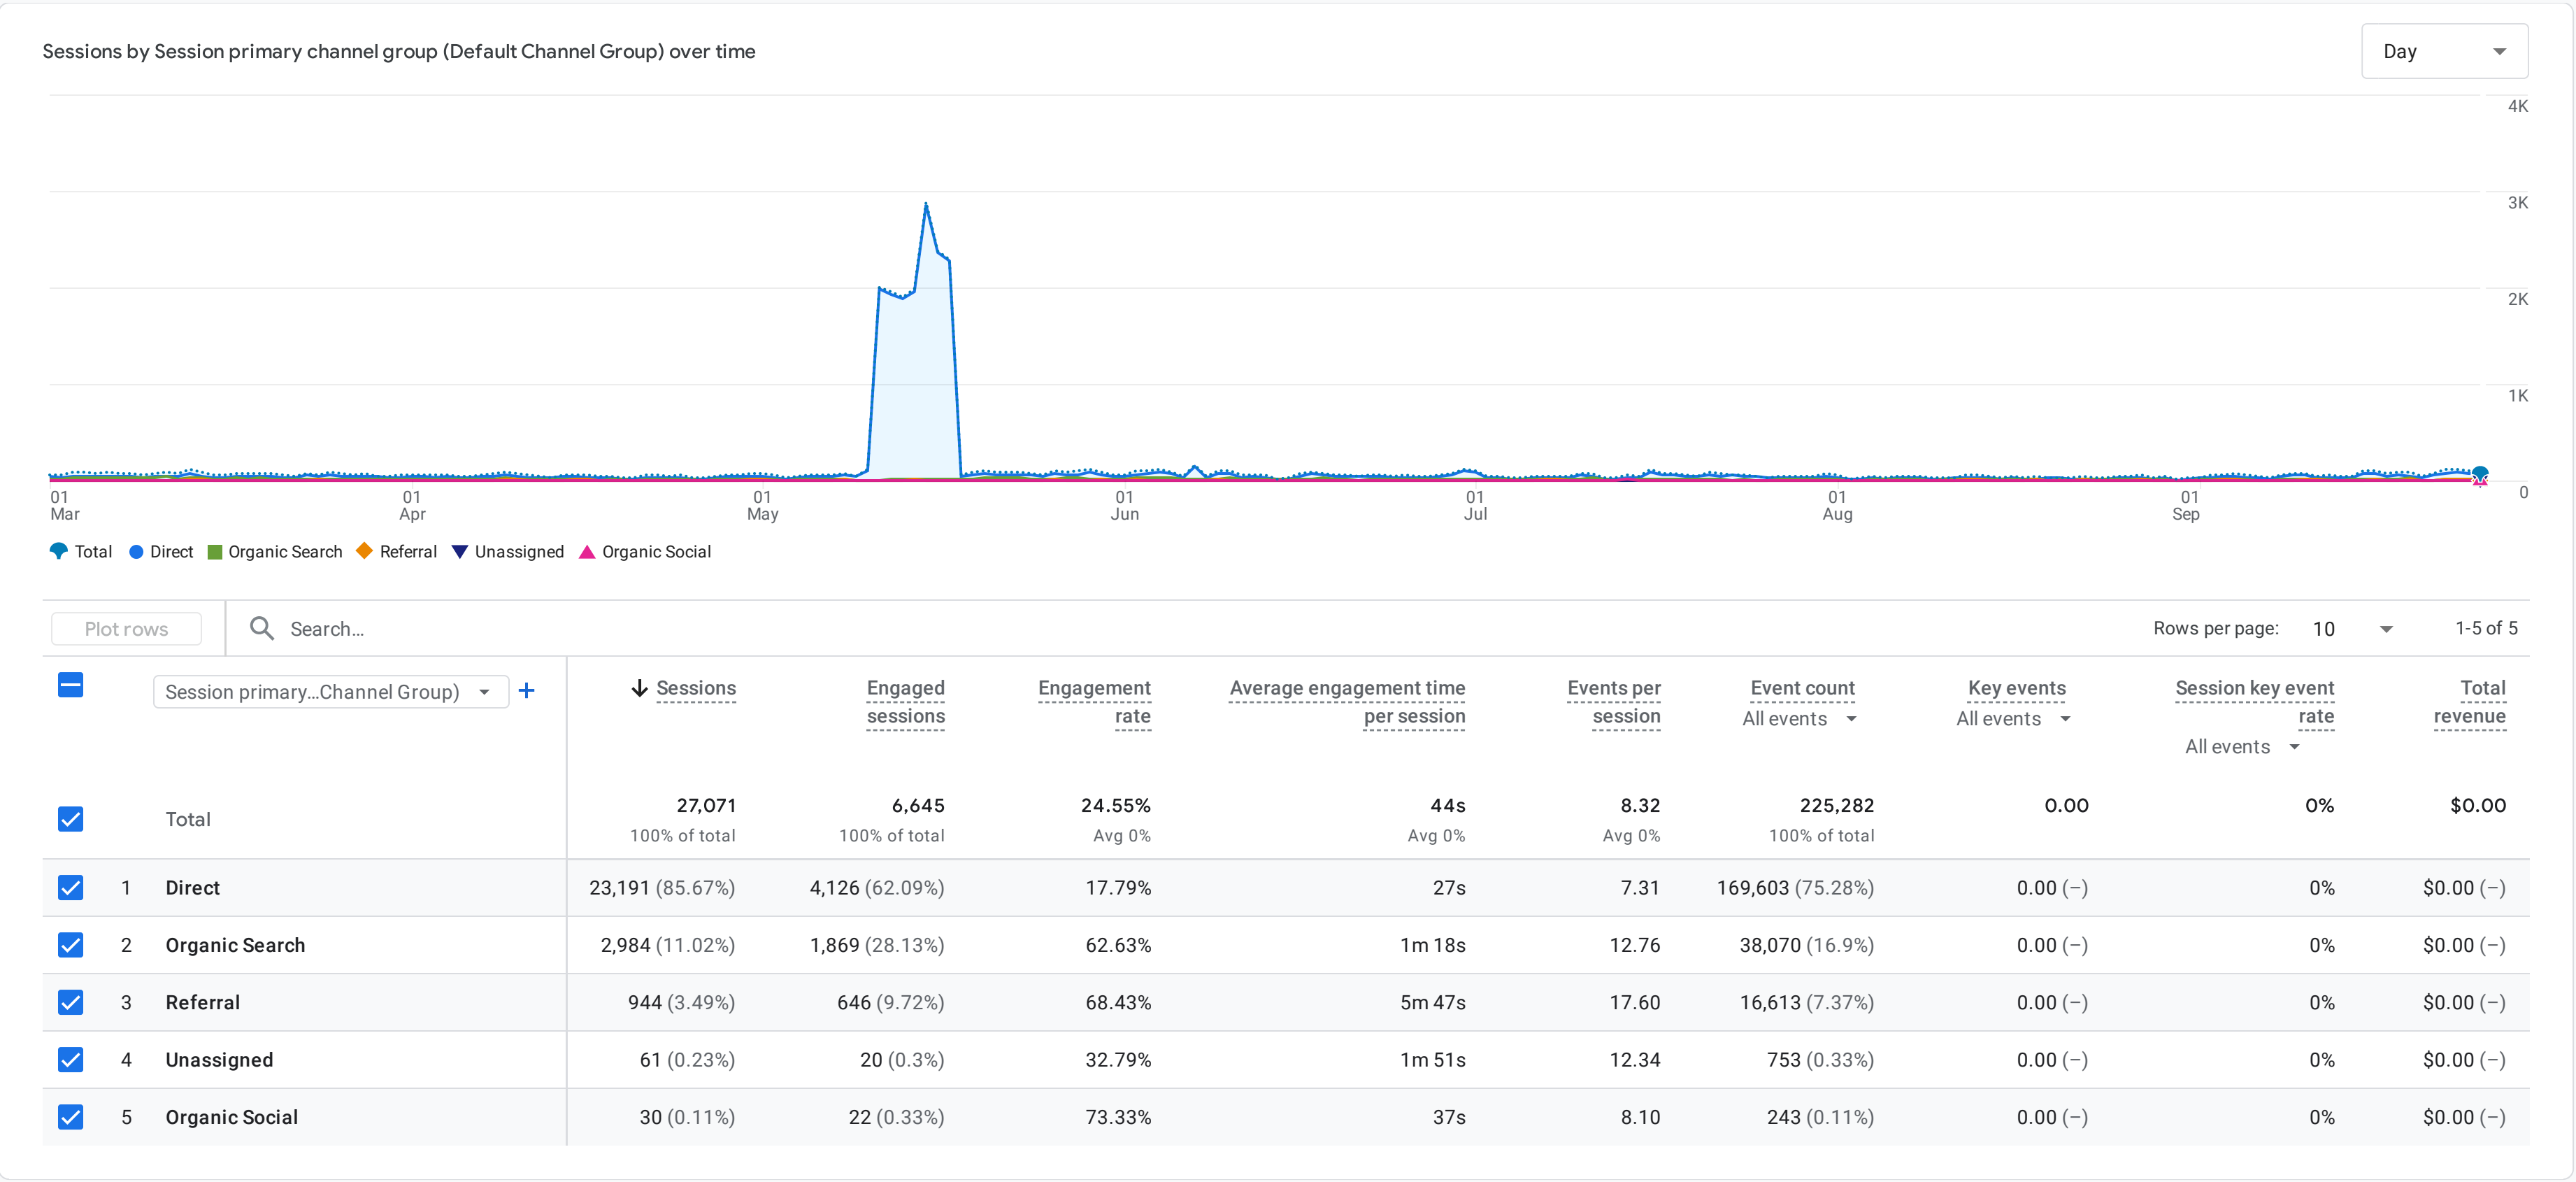 Sessions by Session primary channel group (Default Channel Group) over time
Day
4K
3K
2K
1K
0
01 Mar
01 Apr
01 May
01 Jun
01 Jul
01 Aug
01 Sep
Total Direct Organic Search Referral Unassigned Organic Social
Plot rows Search... Rows per page: 10 1-5 of 5
Session primary...Channel Group) +
Sessions
Engaged sessions
Engagement rate
Average engagement time per session
Events per session
Event count All events
Key events All events
Session key event rate All events
Total revenue
Total 27,071 6,645 24.55% 44s 8.32 225,282 0.00 0% $0.00
100% of total 100% of total Avg 0% Avg 0% Avg 0% 100% of total
1 Direct 23,191 (85.67%) 4,126 (62.09%) 17.79% 27s 7.31 169,603 (75.28%) 0.00 (–) 0% $0.00 (–)
2 Organic Search 2,984 (11.02%) 1,869 (28.13%) 62.63% 1m 18s 12.76 38,070 (16.9%) 0.00 (–) 0% $0.00 (–)
3 Referral 944 (3.49%) 646 (9.72%) 68.43% 5m 47s 17.60 16,613 (7.37%) 0.00 (–) 0% $0.00 (–)
4 Unassigned 61 (0.23%) 20 (0.3%) 32.79% 1m 51s 12.34 753 (0.33%) 0.00 (–) 0% $0.00 (–)
5 Organic Social 30 (0.11%) 22 (0.33%) 73.33% 37s 8.10 243 (0.11%) 0.00 (–) 0% $0.00 (–)